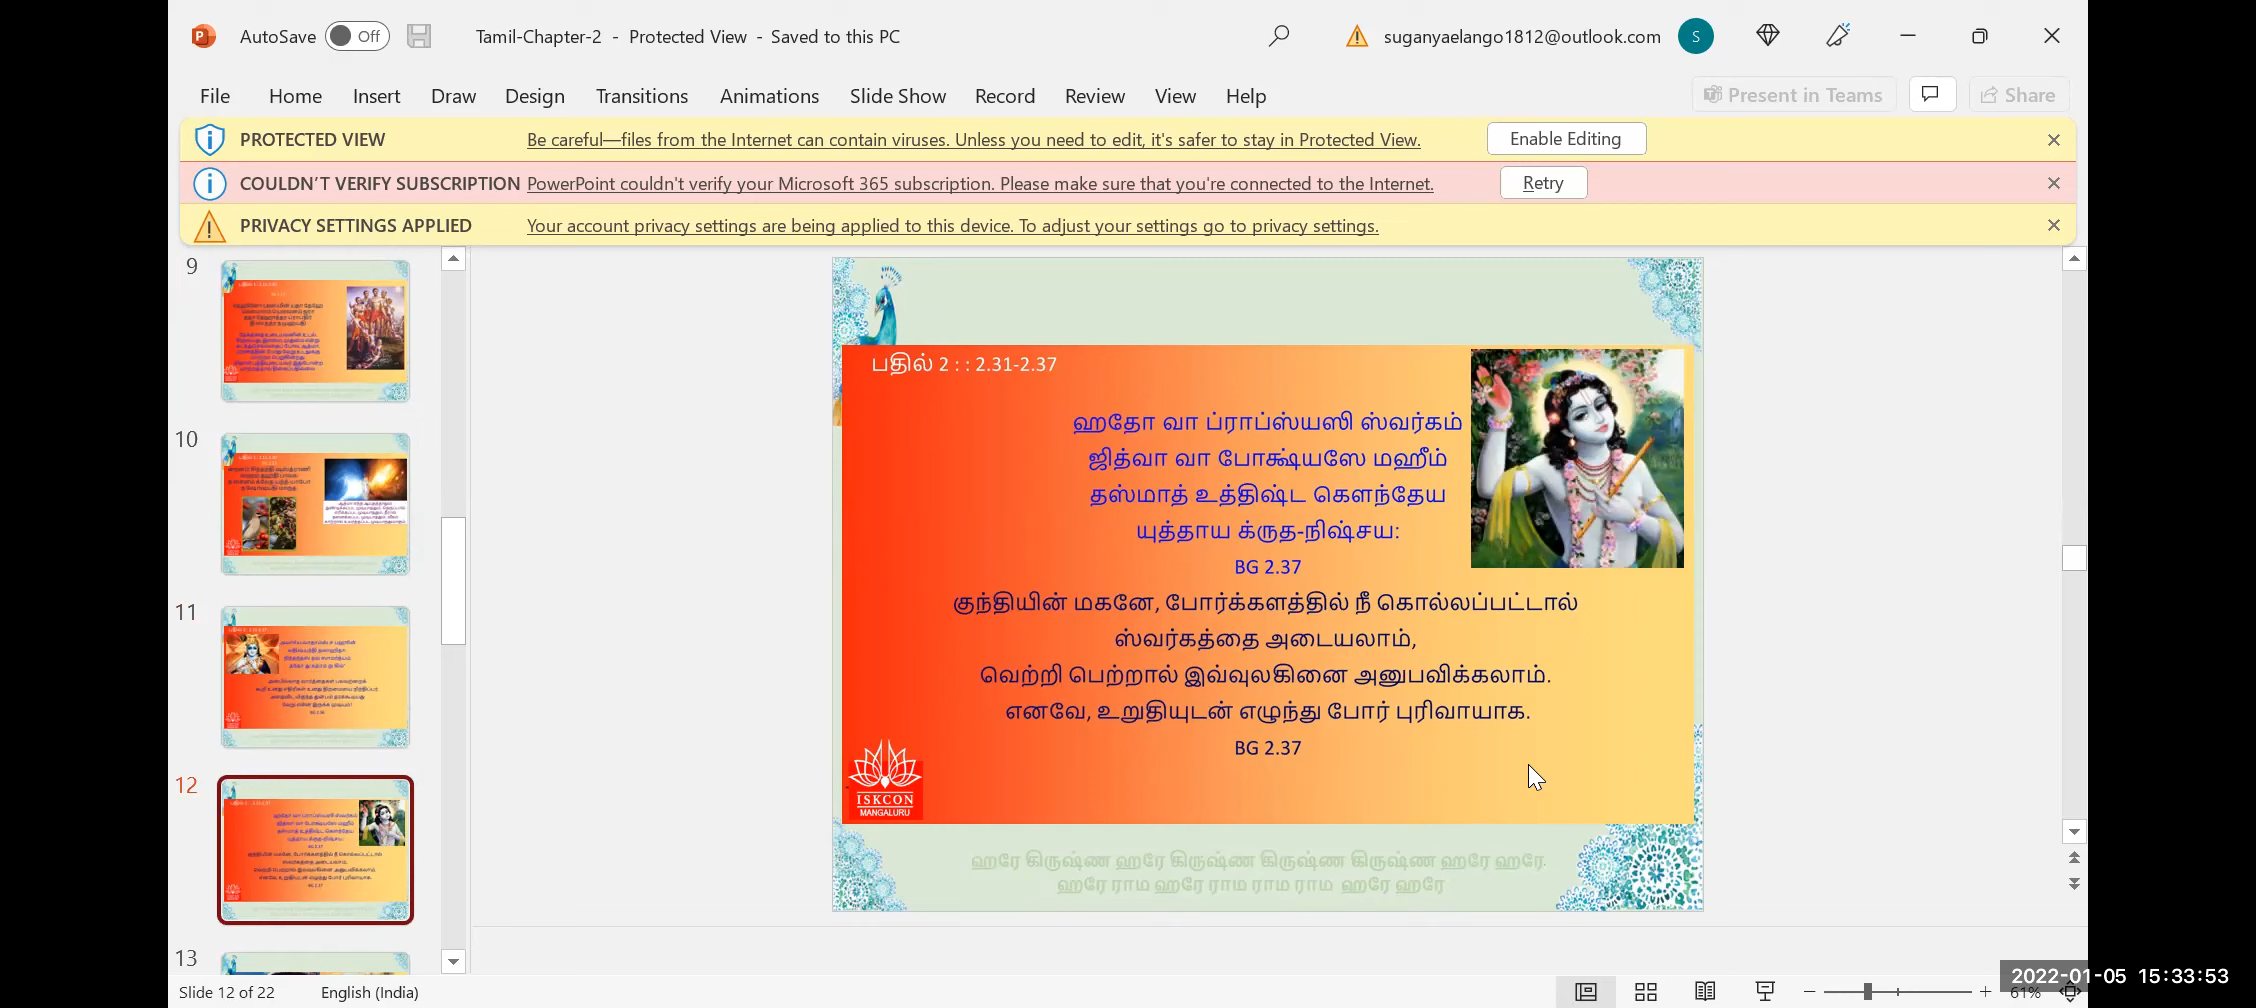 AutoSave Off Tamil-Chapter-2 - Protected View - Saved to this PC suganyaelango1812@outlook.com S
File Home Insert Draw Design Transitions Animations Slide Show Record Review View Help Present in Teams Share
PROTECTED VIEW Be careful—files from the Internet can contain viruses. Unless you need to edit, it's safer to stay in Protected View. Enable Editing
COULDN'T VERIFY SUBSCRIPTION PowerPoint couldn't verify your Microsoft 365 subscription. Please make sure that you're connected to the Internet. Retry
PRIVACY SETTINGS APPLIED Your account privacy settings are being applied to this device. To adjust your settings go to privacy settings.
9
10
11
12
13
பதில் 2 : : 2.31-2.37
ஹதோ வா ப்ராப்ஸ்யஸி ஸ்வர்கம்
ஜித்வா வா போக்ஷ்யஸே மஹீம்
தஸ்மாத் உத்திஷ்ட கௌந்தேய
யுத்தாய க்ருத-நிஷ்சய:
BG 2.37
குந்தியின் மகனே, போர்க்களத்தில் நீ கொல்லப்பட்டால்
ஸ்வர்கத்தை அடையலாம்,
வெற்றி பெற்றால் இவ்வுலகினை அனுபவிக்கலாம்.
எனவே, உறுதியுடன் எழுந்து போர் புரிவாயாக.
BG 2.37
ISKCON
MANGALURU
ஹரே கிருஷ்ண ஹரே கிருஷ்ண கிருஷ்ண கிருஷ்ண ஹரே ஹரே.
ஹரே ராம ஹரே ராம ராம ராம ஹரே ஹரே
Slide 12 of 22 English (India) 61%
2022-01-05 15:33:53